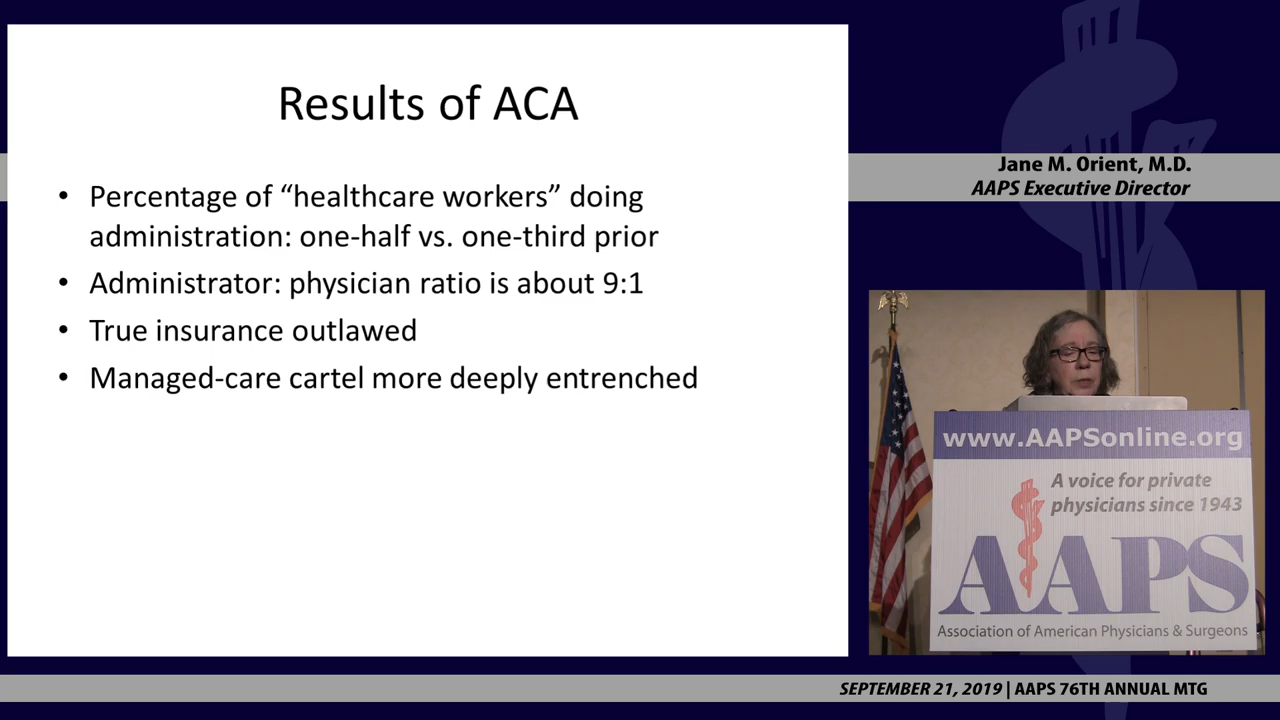 Results of ACA
• Percentage of “healthcare workers” doing
administration: one-half vs. one-third prior
• Administrator: physician ratio is about 9:1
• True insurance outlawed
• Managed-care cartel more deeply entrenched
Jane M. Orient, M.D.
AAPS Executive Director
www.AAPSonline.org
A voice for private
physicians since 1943
AAPS
Association of American Physicians & Surgeons
SEPTEMBER 21, 2019 | AAPS 76TH ANNUAL MTG